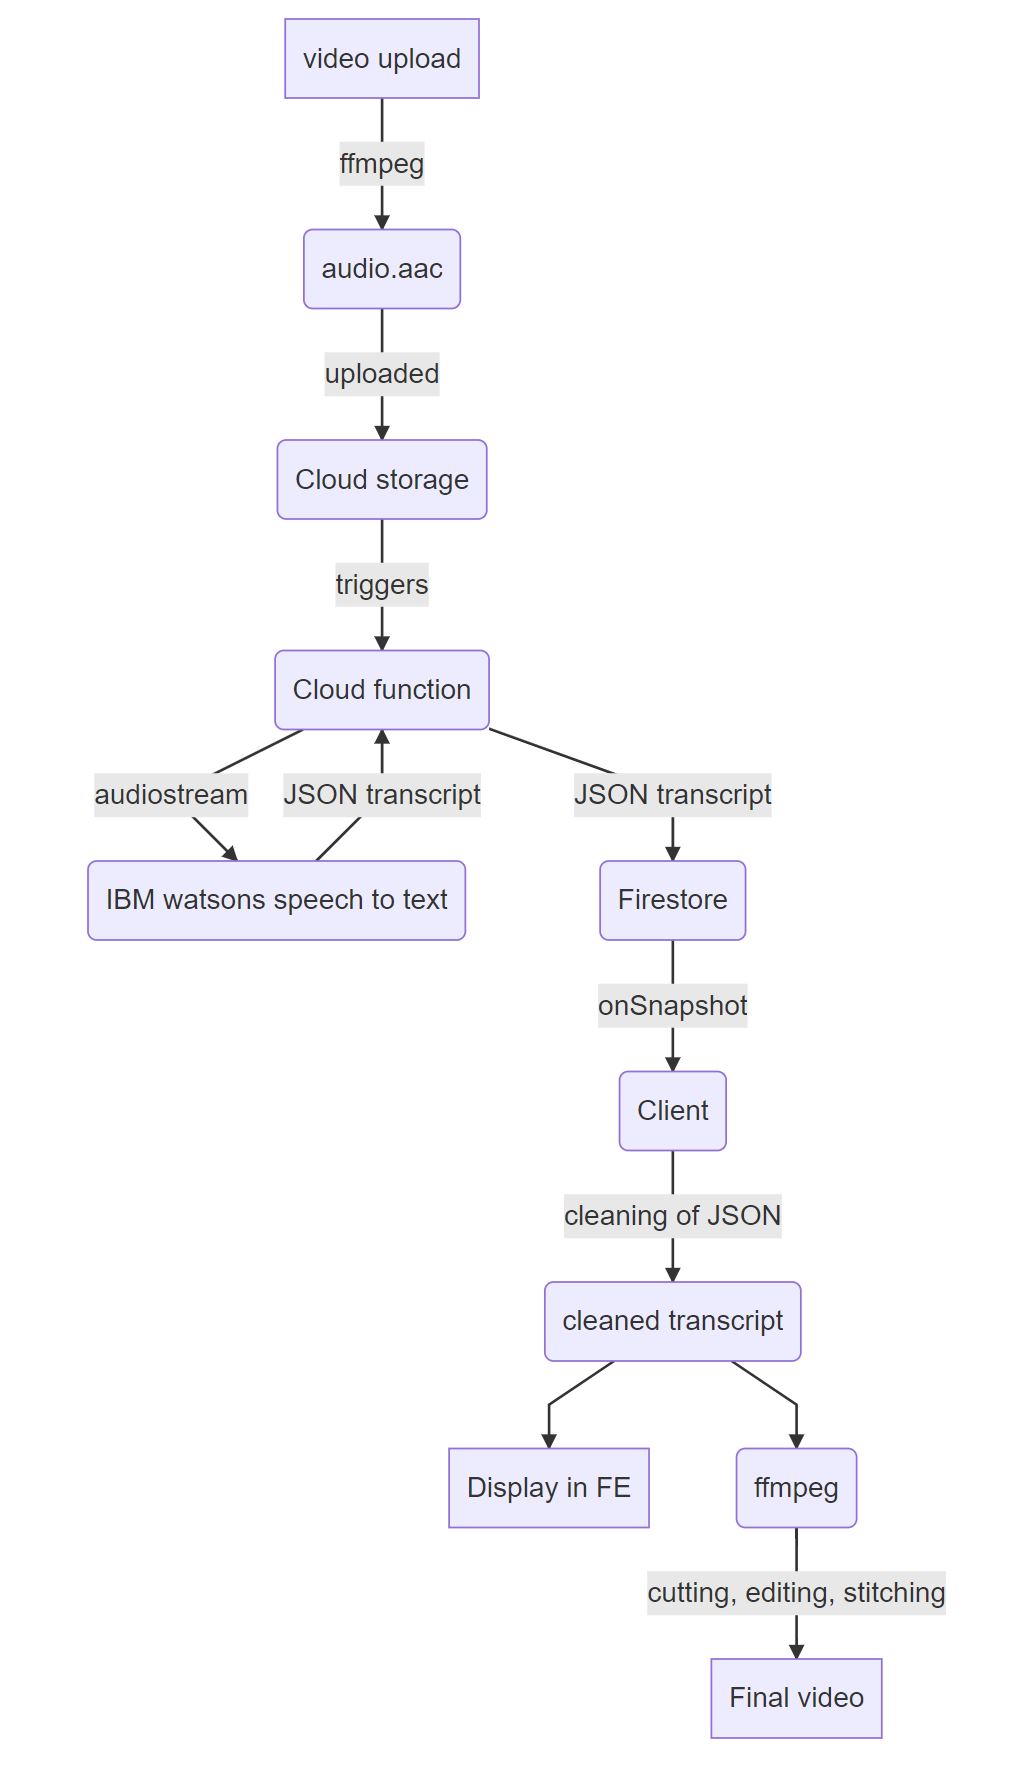 video upload
ffmpeg
audio.aac
uploaded
Cloud storage
triggers
Cloud function
audiostream
JSON transcript
JSON transcript
IBM watsons speech to text
Firestore
onSnapshot
Client
cleaning of JSON
cleaned transcript
Display in FE
ffmpeg
cutting, editing, stitching
Final video